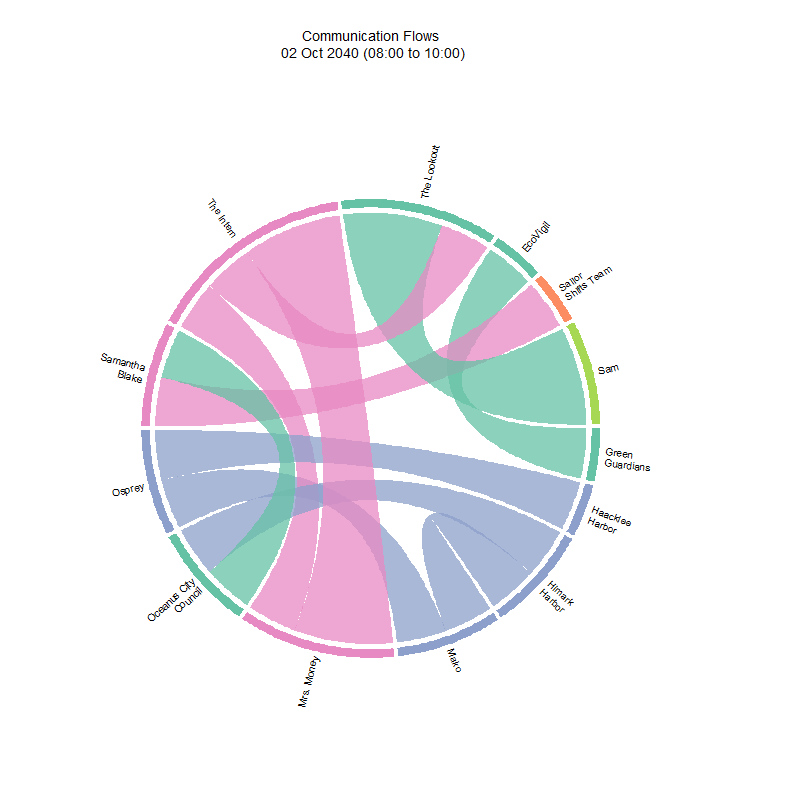 Communication Flows
02 Oct 2040 (08:00 to 10:00)
The Lookout
EcoVigil
Sailor
Shifts Team
Sam
Green
Guardians
Haacklee
Harbor
Himark
Harbor
Mako
Mrs. Money
Oceanus City
Council
Osprey
Samantha
Blake
The Intern